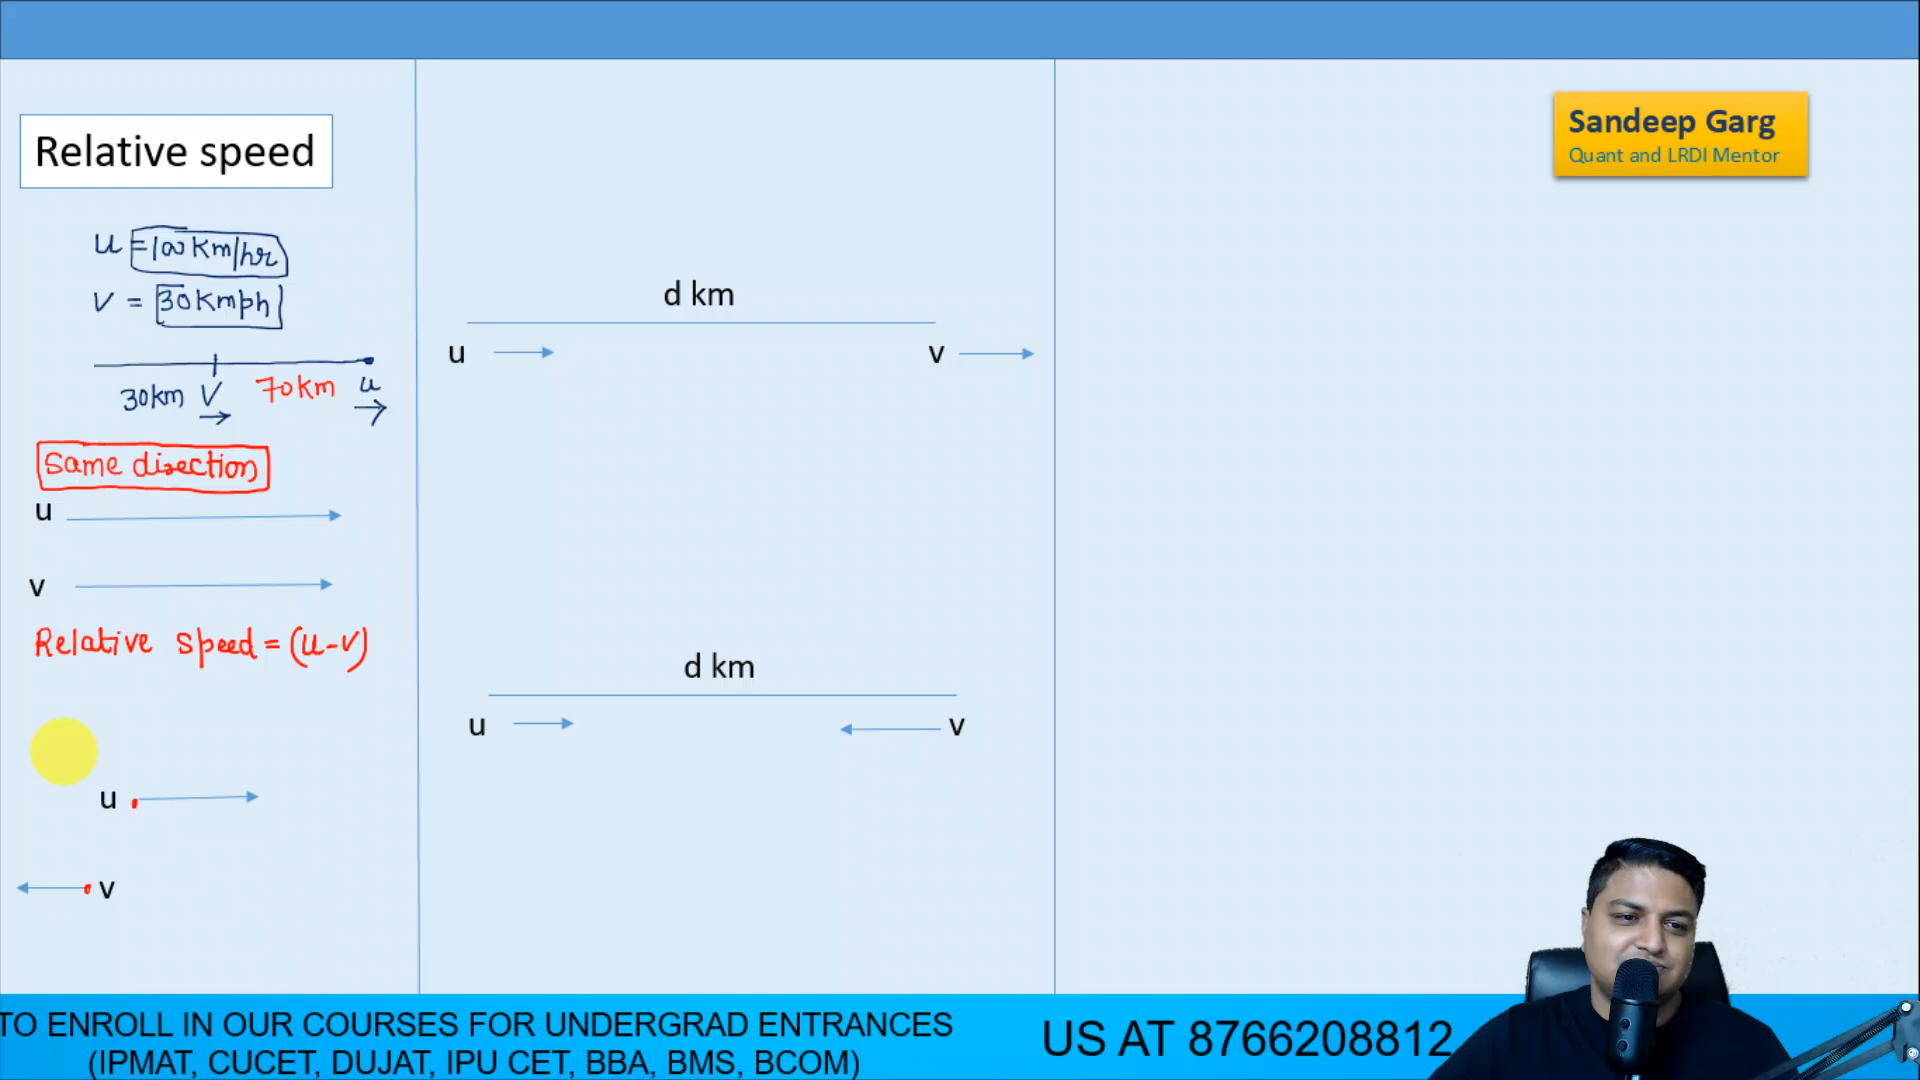 Relative speed
u = 100 Km/hr
V = 30 Kmph
30km V 70km u
Same direction
u
v
Relative speed = (u-v)
u
v
d km
u v
d km
u v
Sandeep Garg
Quant and LRDI Mentor
TO ENROLL IN OUR COURSES FOR UNDERGRAD ENTRANCES
(IPMAT, CUCET, DUJAT, IPU CET, BBA, BMS, BCOM)
US AT 8766208812